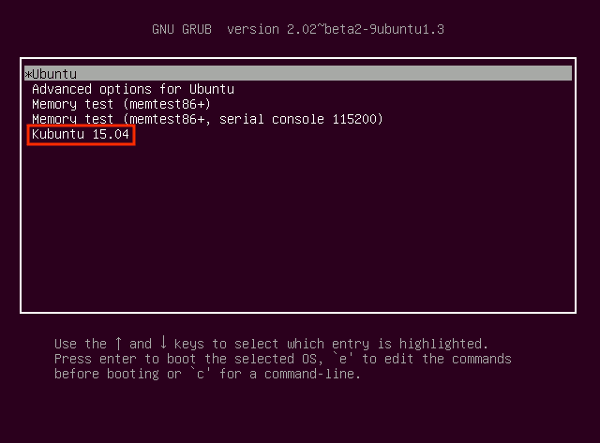 GNU GRUB  version 2.02~beta2-9ubuntu1.3
*Ubuntu
Advanced options for Ubuntu
Memory test (memtest86+)
Memory test (memtest86+, serial console 115200)
Kubuntu 15.04
Use the ↑ and ↓ keys to select which entry is highlighted.
Press enter to boot the selected OS, `e' to edit the commands
before booting or `c' for a command-line.